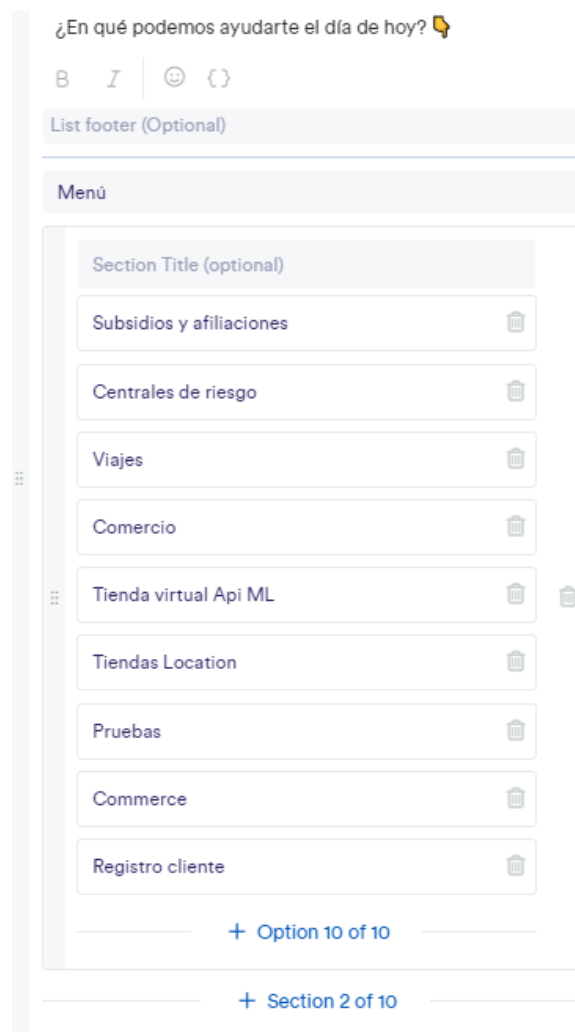 ¿En qué podemos ayudarte el día de hoy? 👇
B I {}
List footer (Optional)
Menú
Section Title (optional)
Subsidios y afiliaciones
Centrales de riesgo
Viajes
Comercio
Tienda virtual Api ML
Tiendas Location
Pruebas
Commerce
Registro cliente
+ Option 10 of 10
+ Section 2 of 10